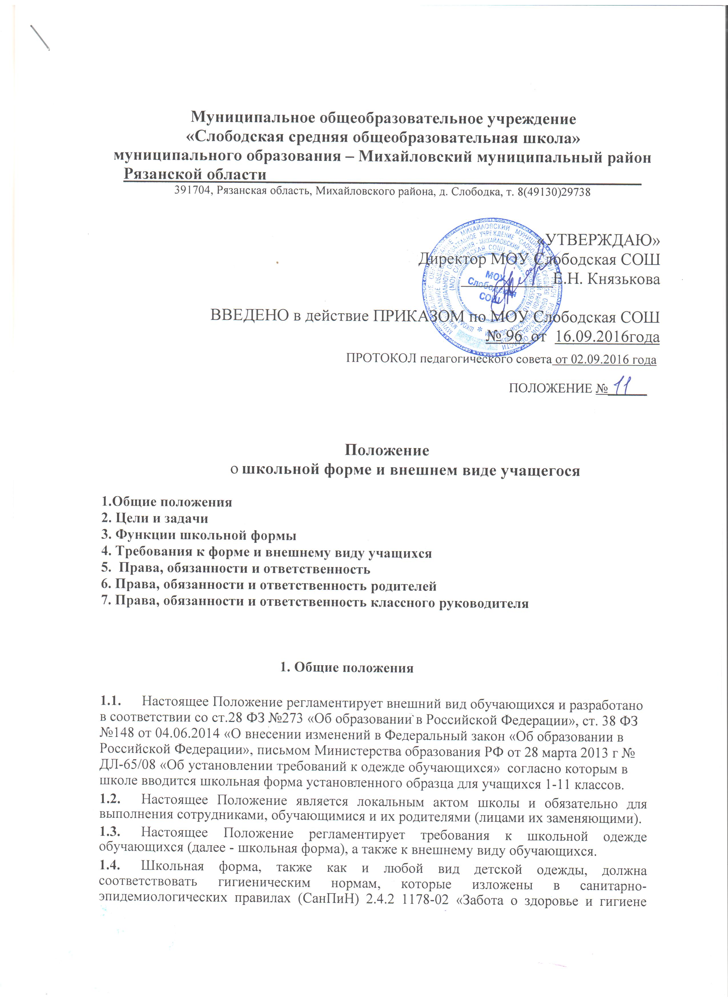 Муниципальное общеобразовательное учреждение
«Слободская средняя общеобразовательная школа»
муниципального образования – Михайловский муниципальный район
Рязанской области
391704, Рязанская область, Михайловского района, д. Слободка, т. 8(49130)29738
«УТВЕРЖДАЮ»
Директор МОУ Слободская СОШ
Е.Н. Князькова
МОУ
Слободская
СОШ
ВВЕДЕНО в действие ПРИКАЗОМ по МОУ Слободская СОШ
№ 96 от 16.09.2016года
ПРОТОКОЛ педагогического совета от 02.09.2016 года
ПОЛОЖЕНИЕ № 11
Положение
о школьной форме и внешнем виде учащегося
1.Общие положения
2. Цели и задачи
3. Функции школьной формы
4. Требования к форме и внешнему виду учащихся
5. Права, обязанности и ответственность
6. Права, обязанности и ответственность родителей
7. Права, обязанности и ответственность классного руководителя
1. Общие положения
1.1. Настоящее Положение регламентирует внешний вид обучающихся и разработано
в соответствии со ст.28 ФЗ №273 «Об образовании в Российской Федерации», ст. 38 ФЗ
№148 от 04.06.2014 «О внесении изменений в Федеральный закон «Об образовании в
Российской Федерации», письмом Министерства образования РФ от 28 марта 2013 г №
ДЛ-65/08 «Об установлении требований к одежде обучающихся» согласно которым в
школе вводится школьная форма установленного образца для учащихся 1-11 классов.
1.2. Настоящее Положение является локальным актом школы и обязательно для
выполнения сотрудниками, обучающимися и их родителями (лицами их заменяющими).
1.3. Настоящее Положение регламентирует требования к школьной одежде
обучающихся (далее - школьная форма), а также к внешнему виду обучающихся.
1.4. Школьная форма, также как и любой вид детской одежды, должна
соответствовать гигиеническим нормам, которые изложены в санитарно-
эпидемиологических правилах (СанПиН) 2.4.2 1178-02 «Забота о здоровье и гигиене